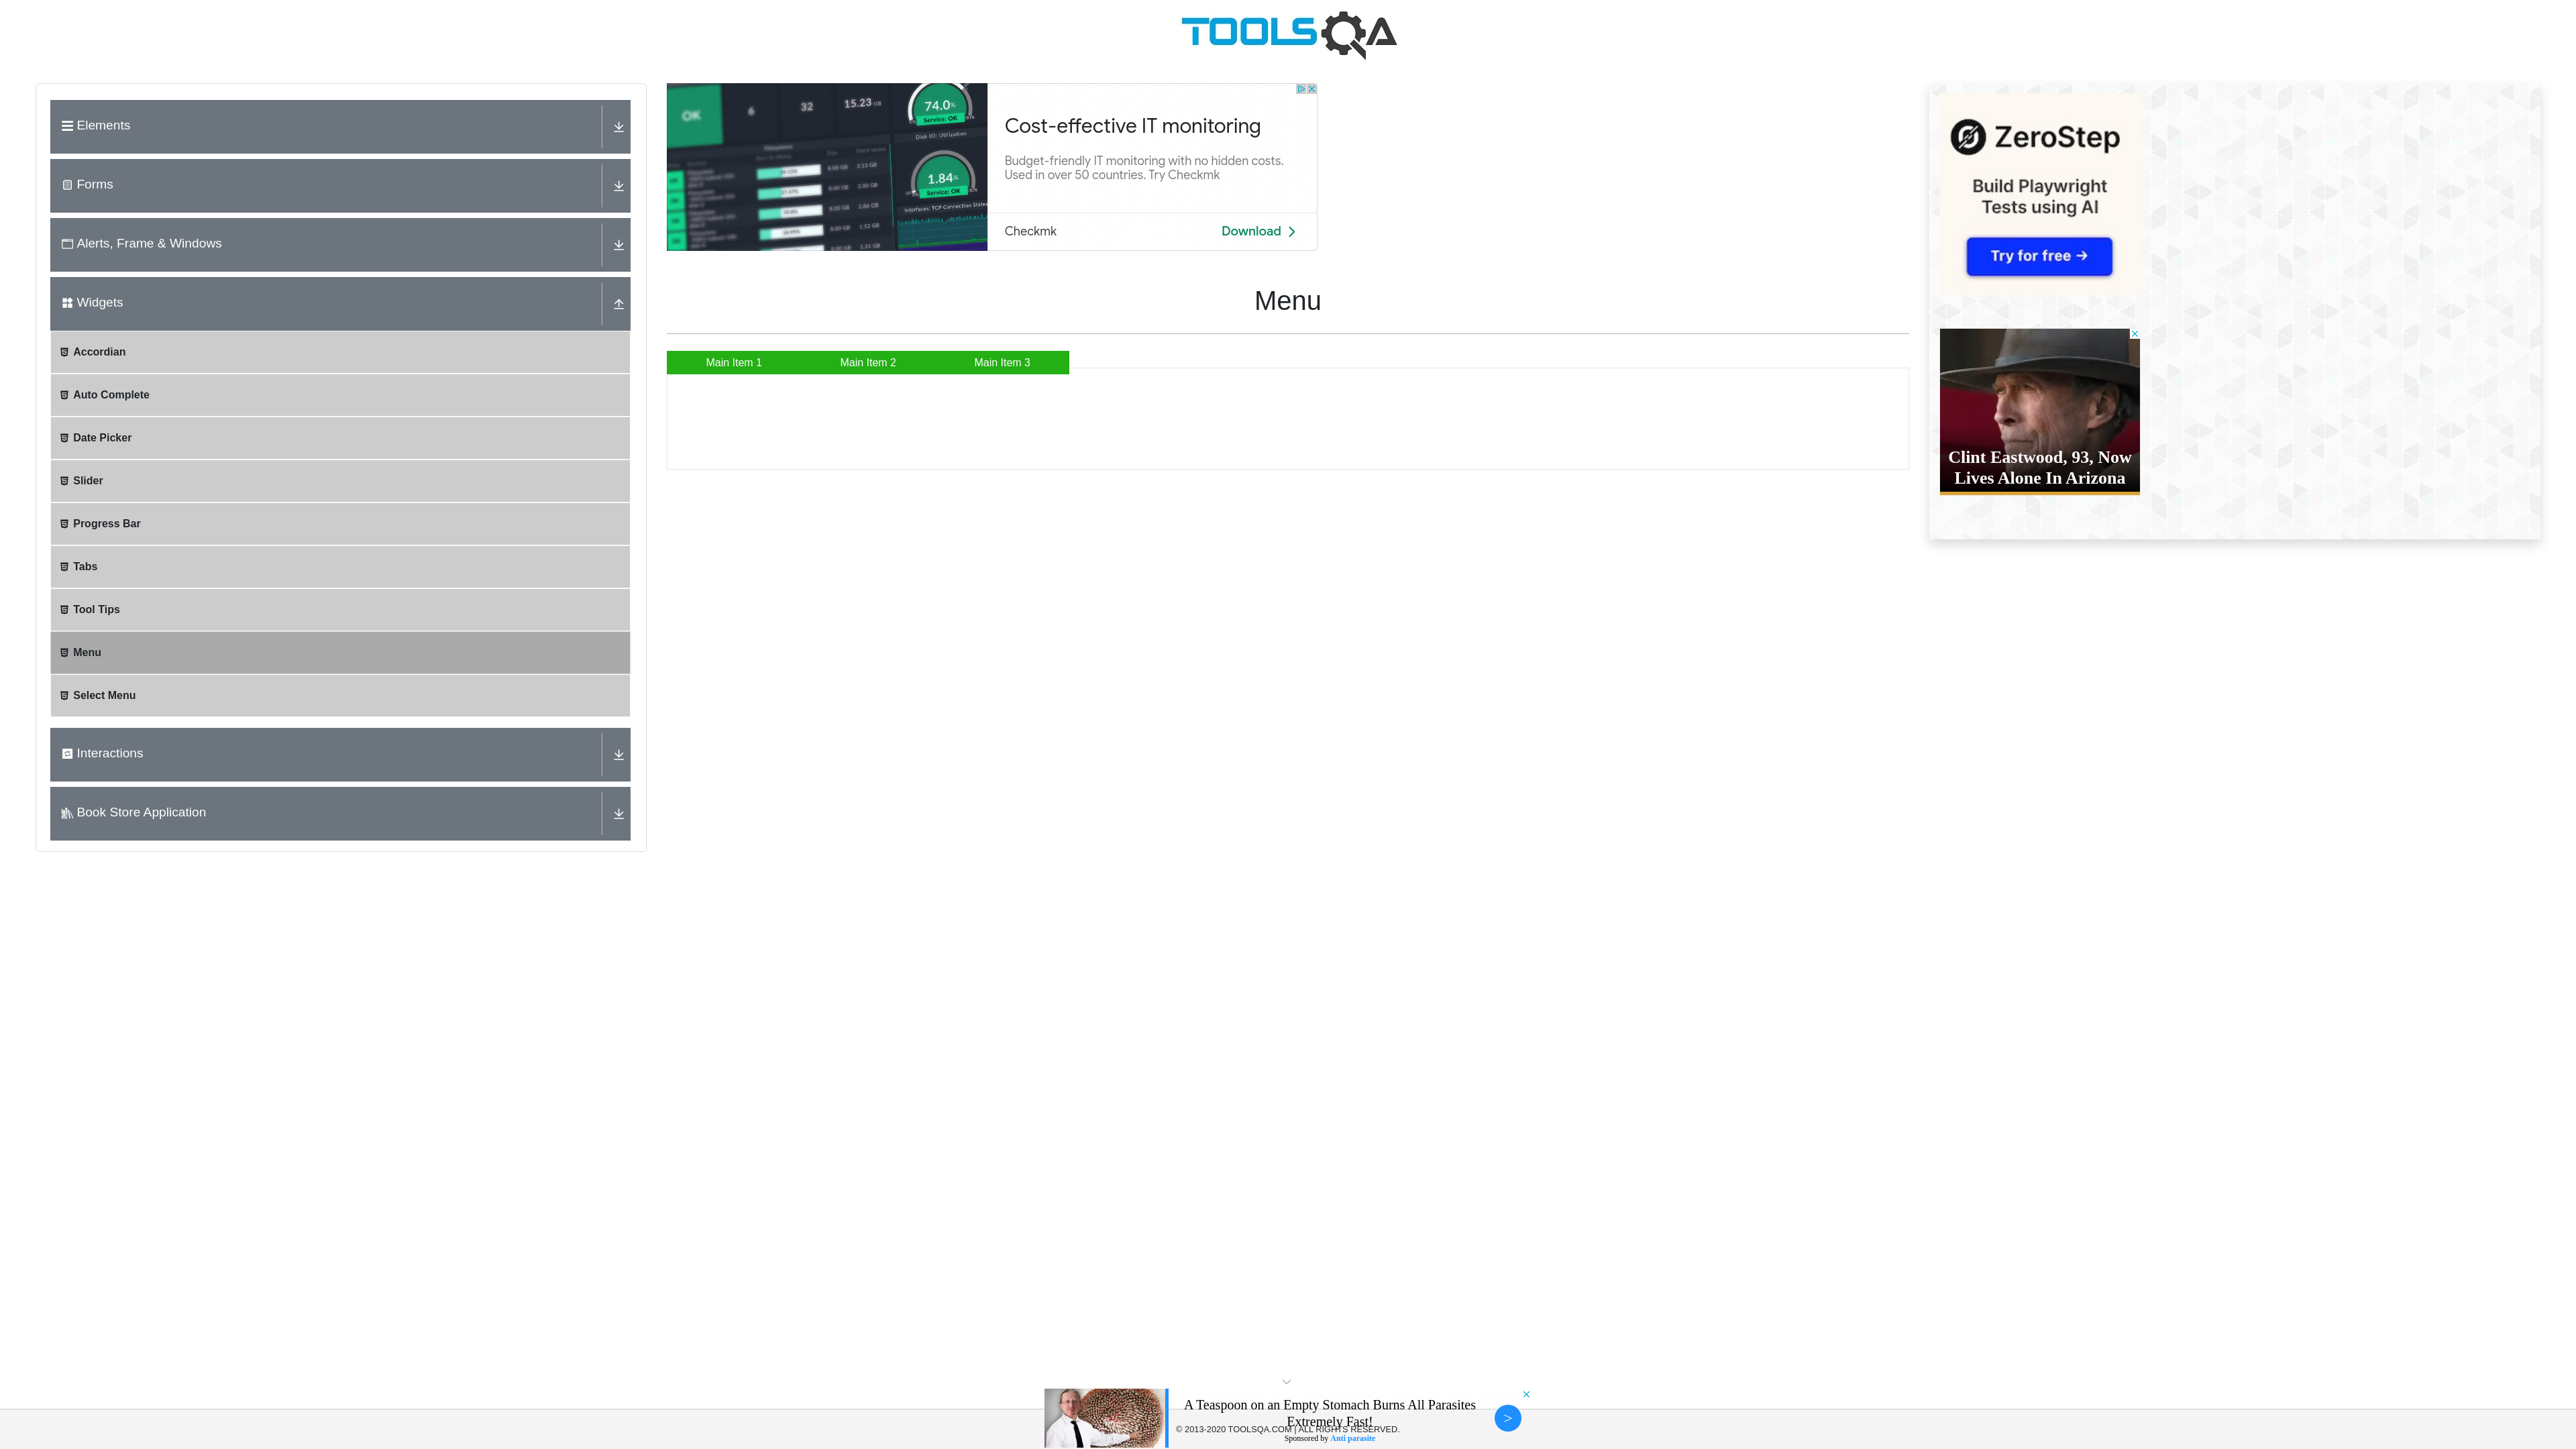 TOOLSQA
Elements
Forms
Alerts, Frame & Windows
Widgets
Accordian
Auto Complete
Date Picker
Slider
Progress Bar
Tabs
Tool Tips
Menu
Select Menu
Interactions
Book Store Application
OK
6
32
15.23 GB
74.0%
Service: OK
1.84%
Service: OK
Cost-effective IT monitoring
Budget-friendly IT monitoring with no hidden costs.
Used in over 50 countries. Try Checkmk
Checkmk
Download
Menu
Main Item 1
Main Item 2
Main Item 3
ZeroStep
Build Playwright
Tests using AI
Try for free →
Clint Eastwood, 93, Now
Lives Alone In Arizona
A Teaspoon on an Empty Stomach Burns All Parasites
Extremely Fast!
© 2013-2020 TOOLSQA.COM | ALL RIGHTS RESERVED.
Sponsored by Anti parasite